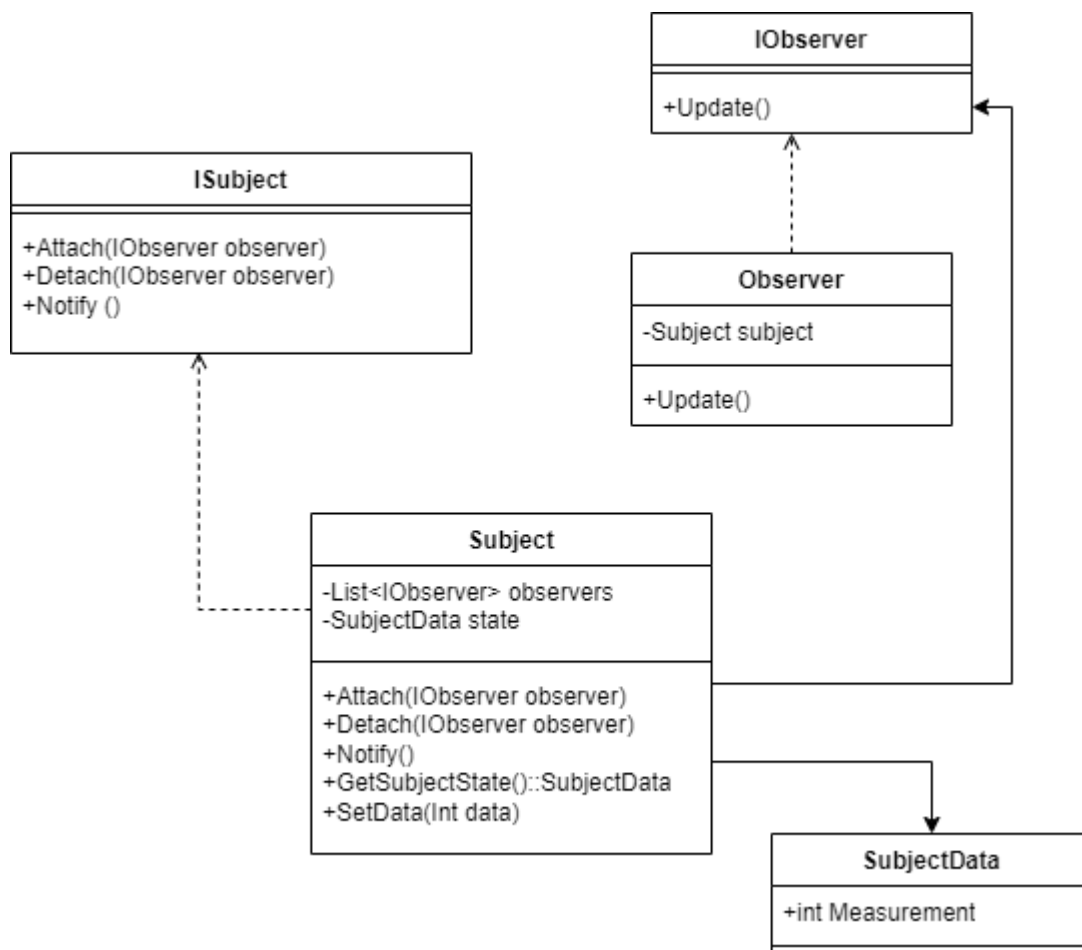 IObserver
+Update()
ISubject
+Attach(IObserver observer)
+Detach(IObserver observer)
+Notify ()
Observer
-Subject subject
+Update()
Subject
-List<IObserver> observers
-SubjectData state
+Attach(IObserver observer)
+Detach(IObserver observer)
+Notify()
+GetSubjectState()::SubjectData
+SetData(Int data)
SubjectData
+int Measurement